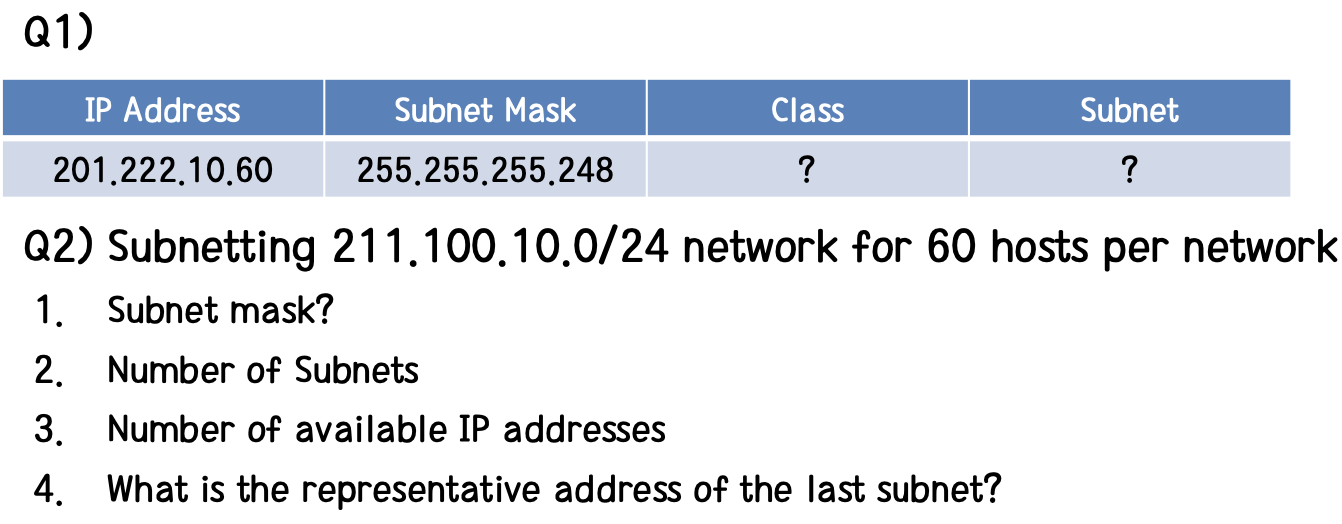 Q1)
IP Address Subnet Mask Class Subnet
201.222.10.60 255.255.255.248 ? ?
Q2) Subnetting 211.100.10.0/24 network for 60 hosts per network
1. Subnet mask?
2. Number of Subnets
3. Number of available IP addresses
4. What is the representative address of the last subnet?